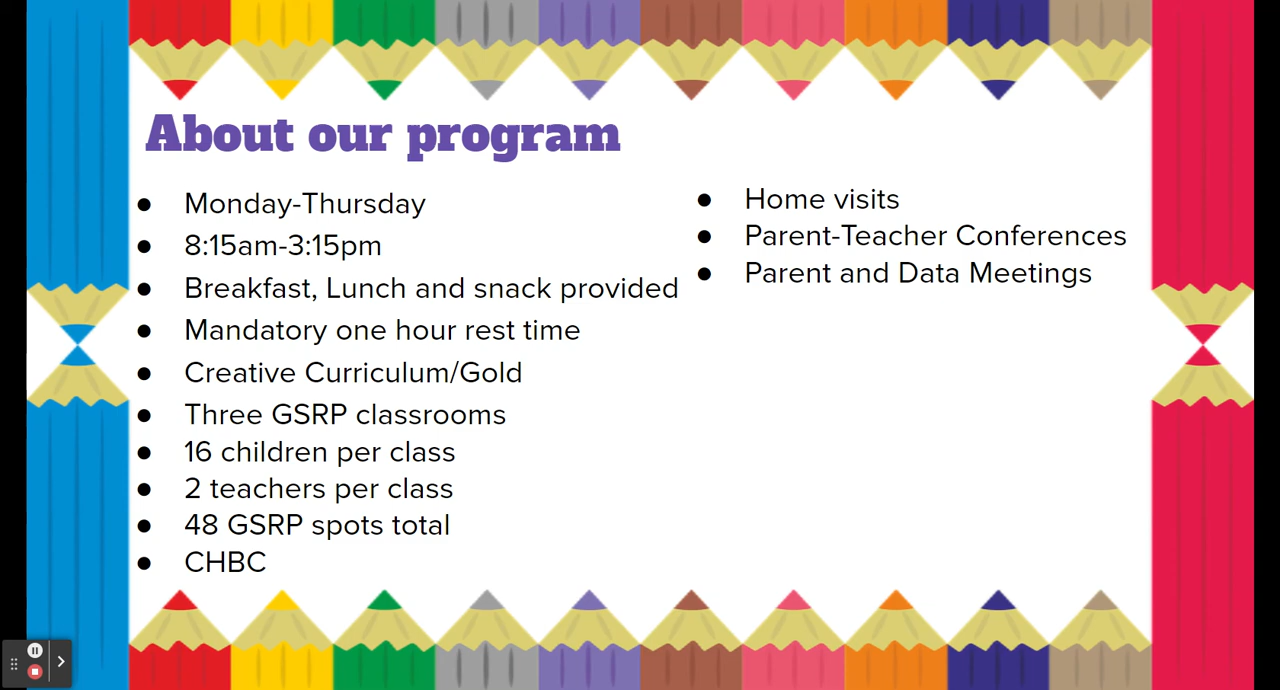 About our program
● Monday-Thursday
● 8:15am-3:15pm
● Breakfast, Lunch and snack provided
● Mandatory one hour rest time
● Creative Curriculum/Gold
● Three GSRP classrooms
● 16 children per class
● 2 teachers per class
● 48 GSRP spots total
● CHBC
● Home visits
● Parent-Teacher Conferences
● Parent and Data Meetings